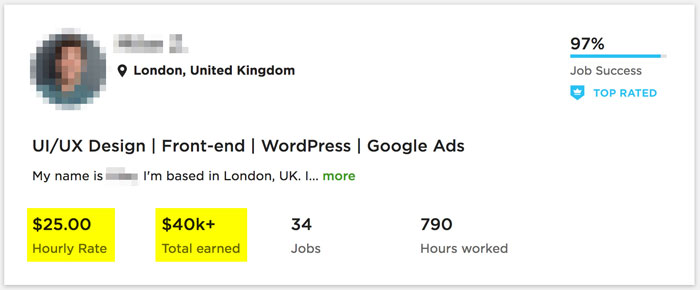 97%
London, United Kingdom
Job Success
TOP RATED
UI/UX Design | Front-end | WordPress | Google Ads
My name is I'm based in London, UK. I... more
$25.00 $40k+ 34 790
Hourly Rate Total earned Jobs Hours worked